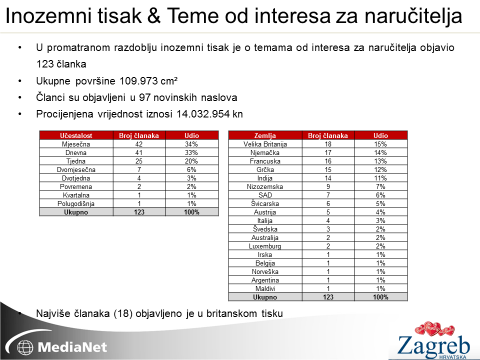 Inozemni tisak & Teme od interesa za naručitelja
• U promatranom razdoblju inozemni tisak je o temama od interesa za naručitelja objavio
123 članka
• Ukupne površine 109.973 cm²
• Članci su objavljeni u 97 novinskih naslova
• Procijenjena vrijednost iznosi 14.032.954 kn
Učestalost Broj članaka Udio
Mjesečna 42 34%
Dnevna 41 33%
Tjedna 25 20%
Dvomjesečna 7 6%
Dvotjedna 4 3%
Povremena 2 2%
Kvartalna 1 1%
Polugodišnja 1 1%
Ukupno 123 100%
Zemlja Broj članaka Udio
Velika Britanija 18 15%
Njemačka 17 14%
Francuska 16 13%
Grčka 15 12%
Indija 14 11%
Nizozemska 9 7%
SAD 7 6%
Švicarska 6 5%
Austrija 5 4%
Italija 4 3%
Švedska 3 2%
Australija 2 2%
Luxemburg 2 2%
Irska 1 1%
Belgija 1 1%
Norveška 1 1%
Argentina 1 1%
Maldivi 1 1%
Ukupno 123 100%
• Najviše članaka (18) objavljeno je u britanskom tisku
MediaNet
Zagreb
HRVATSKA